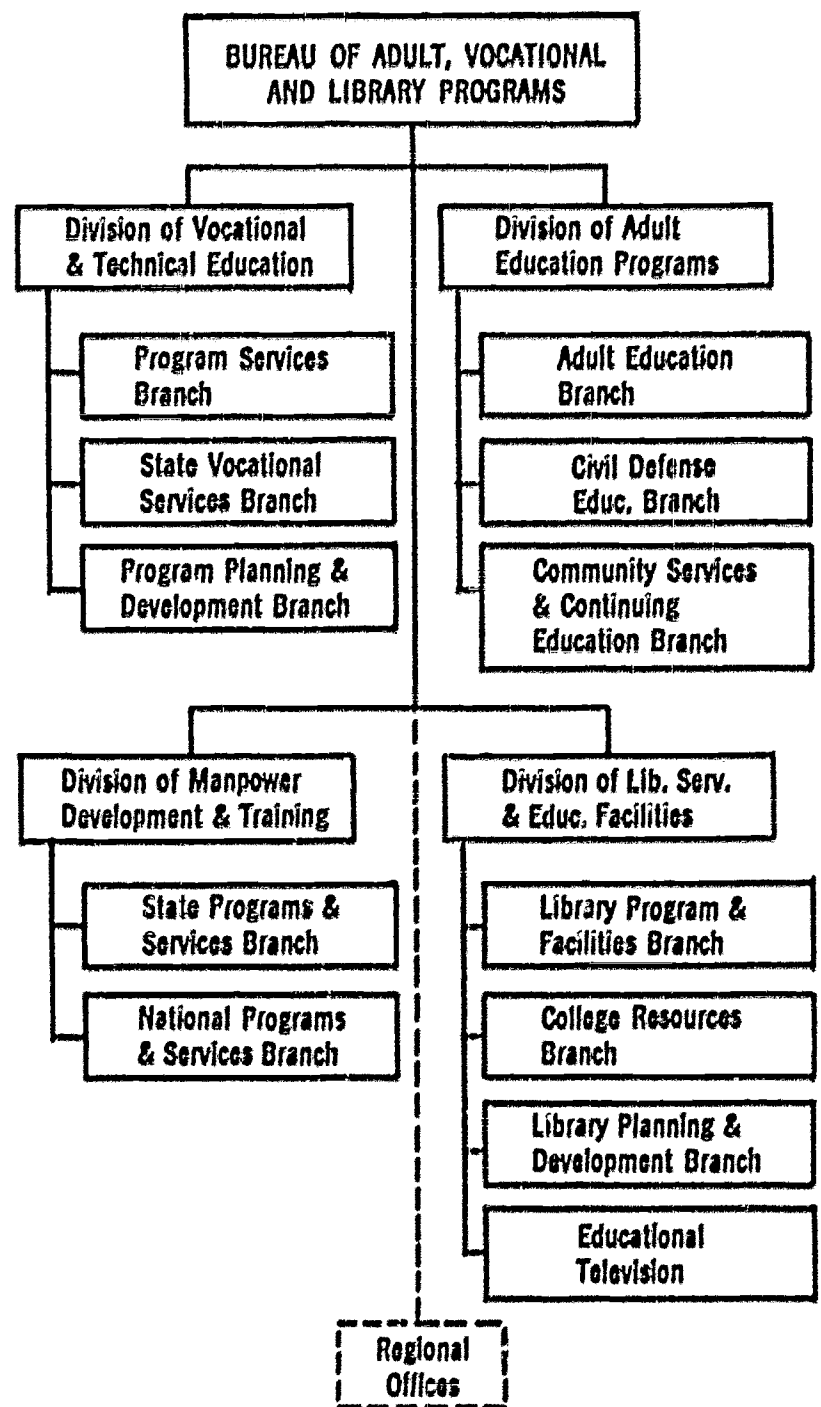 BUREAU OF ADULT, VOCATIONAL
AND LIBRARY PROGRAMS
Division of Vocational
& Technical Education
Program Services
Branch
State Vocational
Services Branch
Program Planning &
Development Branch
Division of Adult
Education Programs
Adult Education
Branch
Civil Defense
Educ. Branch
Community Services
& Continuing
Education Branch
Division of Manpower
Development & Training
State Programs &
Services Branch
National Programs
& Services Branch
Division of Lib. Serv.
& Educ. Facilities
Library Program &
Facilities Branch
College Resources
Branch
Library Planning &
Development Branch
Educational
Television
Regional
Offices